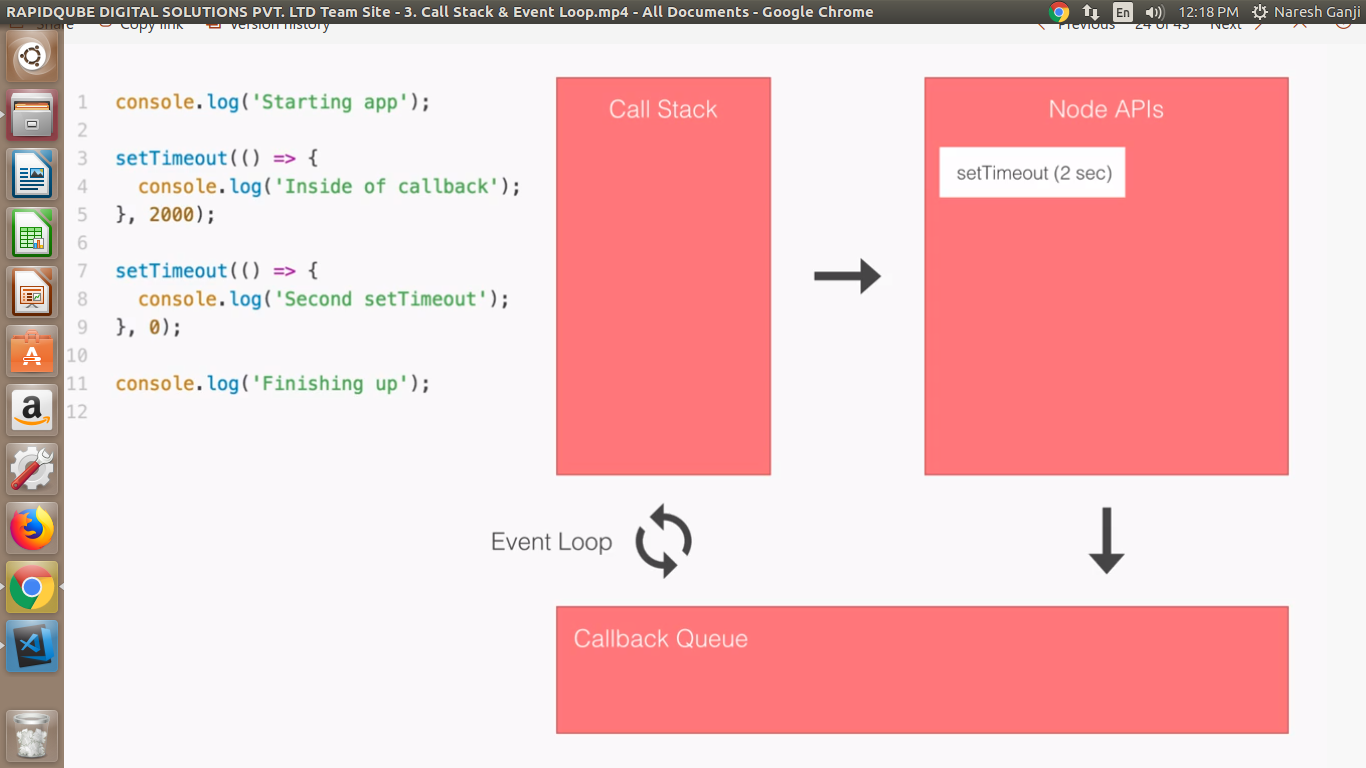 RAPIDQUBE DIGITAL SOLUTIONS PVT. LTD Team Site - 3. Call Stack & Event Loop.mp4 - All Documents - Google Chrome
En 12:18 PM Naresh Ganji
Share Copy link Version history Previous 24 of 43 Next
1 console.log('Starting app');
2
3 setTimeout(() => {
4 console.log('Inside of callback');
5 }, 2000);
6
7 setTimeout(() => {
8 console.log('Second setTimeout');
9 }, 0);
10
11 console.log('Finishing up');
12
Call Stack
Node APIs
setTimeout (2 sec)
Event Loop
Callback Queue